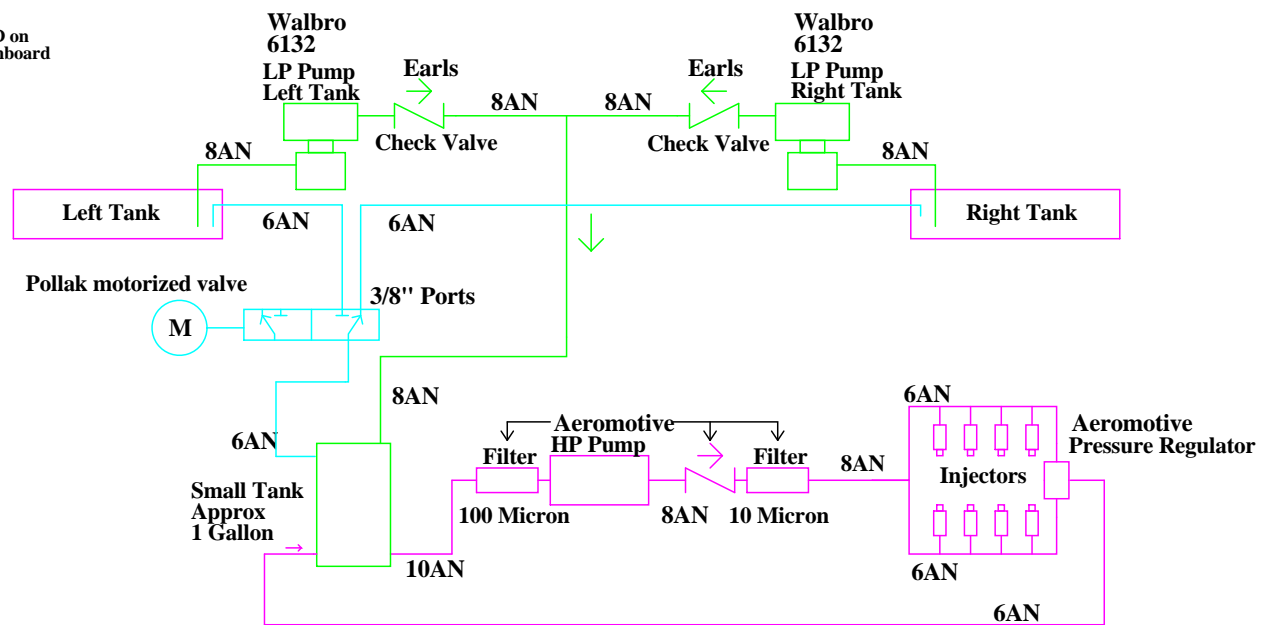 Walbro
6132
LP Pump
Left Tank
Earls
8AN
Check Valve
8AN
Earls
Check Valve
Walbro
6132
LP Pump
Right Tank
on
nboard
8AN
8AN
Left Tank
6AN
6AN
Right Tank
Pollak motorized valve
3/8" Ports
M
8AN
6AN
Small Tank
Approx
1 Gallon
10AN
Aeromotive
Filter
HP Pump
Filter
100 Micron
8AN
10 Micron
8AN
6AN
Injectors
Aeromotive
Pressure Regulator
6AN
6AN